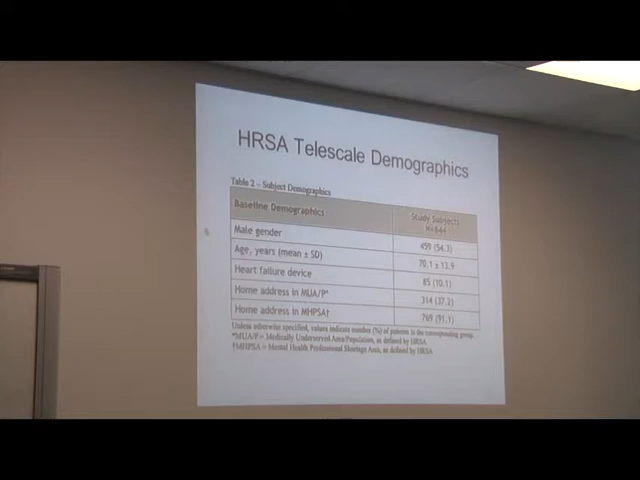 HRSA Telescale Demographics
Table 2 – Subject Demographics
Baseline Demographics
Study Subjects
N=844
Male gender
459 (54.3)
Age, years (mean ± SD)
70.1 ± 13.9
Heart failure device
85 (10.1)
Home address in MUA/P*
314 (37.2)
Home address in MHPSA†
769 (91.1)
Unless otherwise specified, values indicate number (%) of patients in the corresponding group.
*MUA/P = Medically Underserved Area/Population, as defined by HRSA
†MHPSA = Mental Health Professional Shortage Area, as defined by HRSA